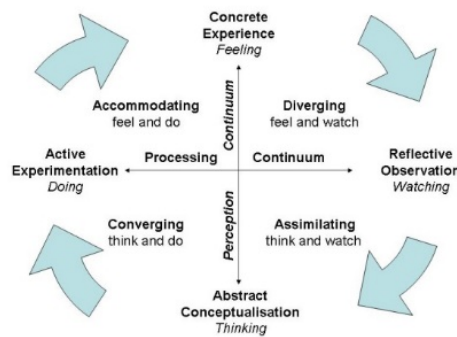 Concrete
Experience
Feeling
Continuum
Accommodating
feel and do
Diverging
feel and watch
Active
Experimentation
Doing
Processing
Continuum
Reflective
Observation
Watching
Perception
Converging
think and do
Assimilating
think and watch
Abstract
Conceptualisation
Thinking